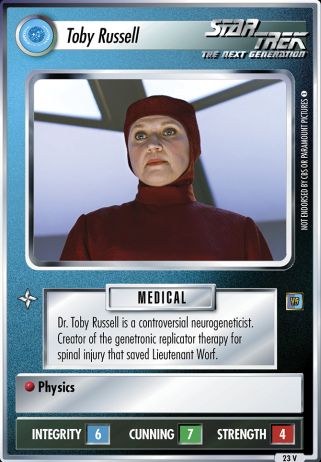 Toby Russell
STAR TREK
THE NEXT GENERATION
NOT ENDORSED BY CBS OR PARAMOUNT PICTURES
MEDICAL
Dr. Toby Russell is a controversial neurogeneticist.
Creator of the genetronic replicator therapy for
spinal injury that saved Lieutenant Worf.
Physics
INTEGRITY 6 CUNNING 7 STRENGTH 4
23 V